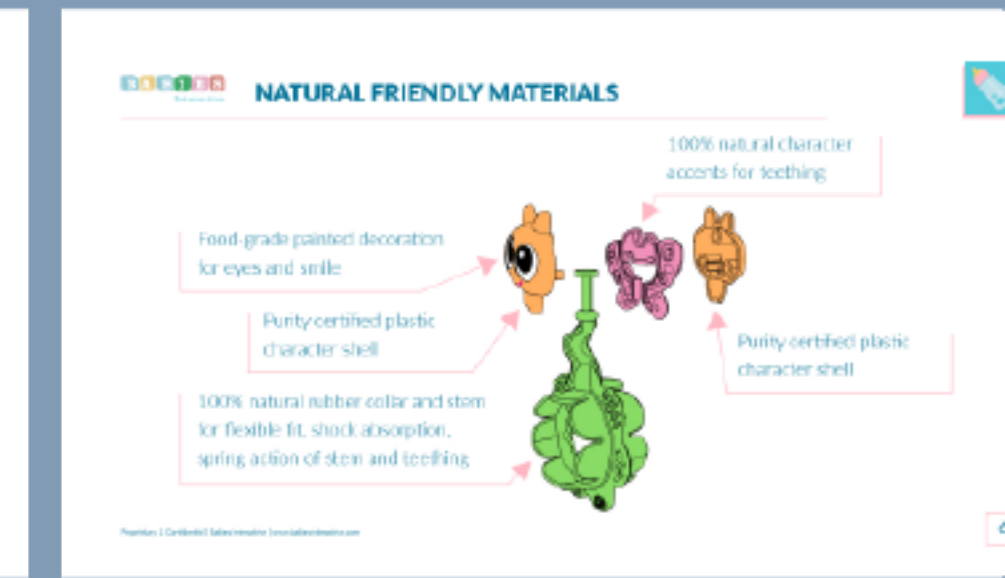 NATURAL FRIENDLY MATERIALS
100% natural character
accents for teething
Food-grade painted decoration
for eyes and smile
Purity certified plastic
character shell
Purity certified plastic
character shell
100% natural rubber collar and stem
for flexible fit, shock absorption,
spring action of stem and teething